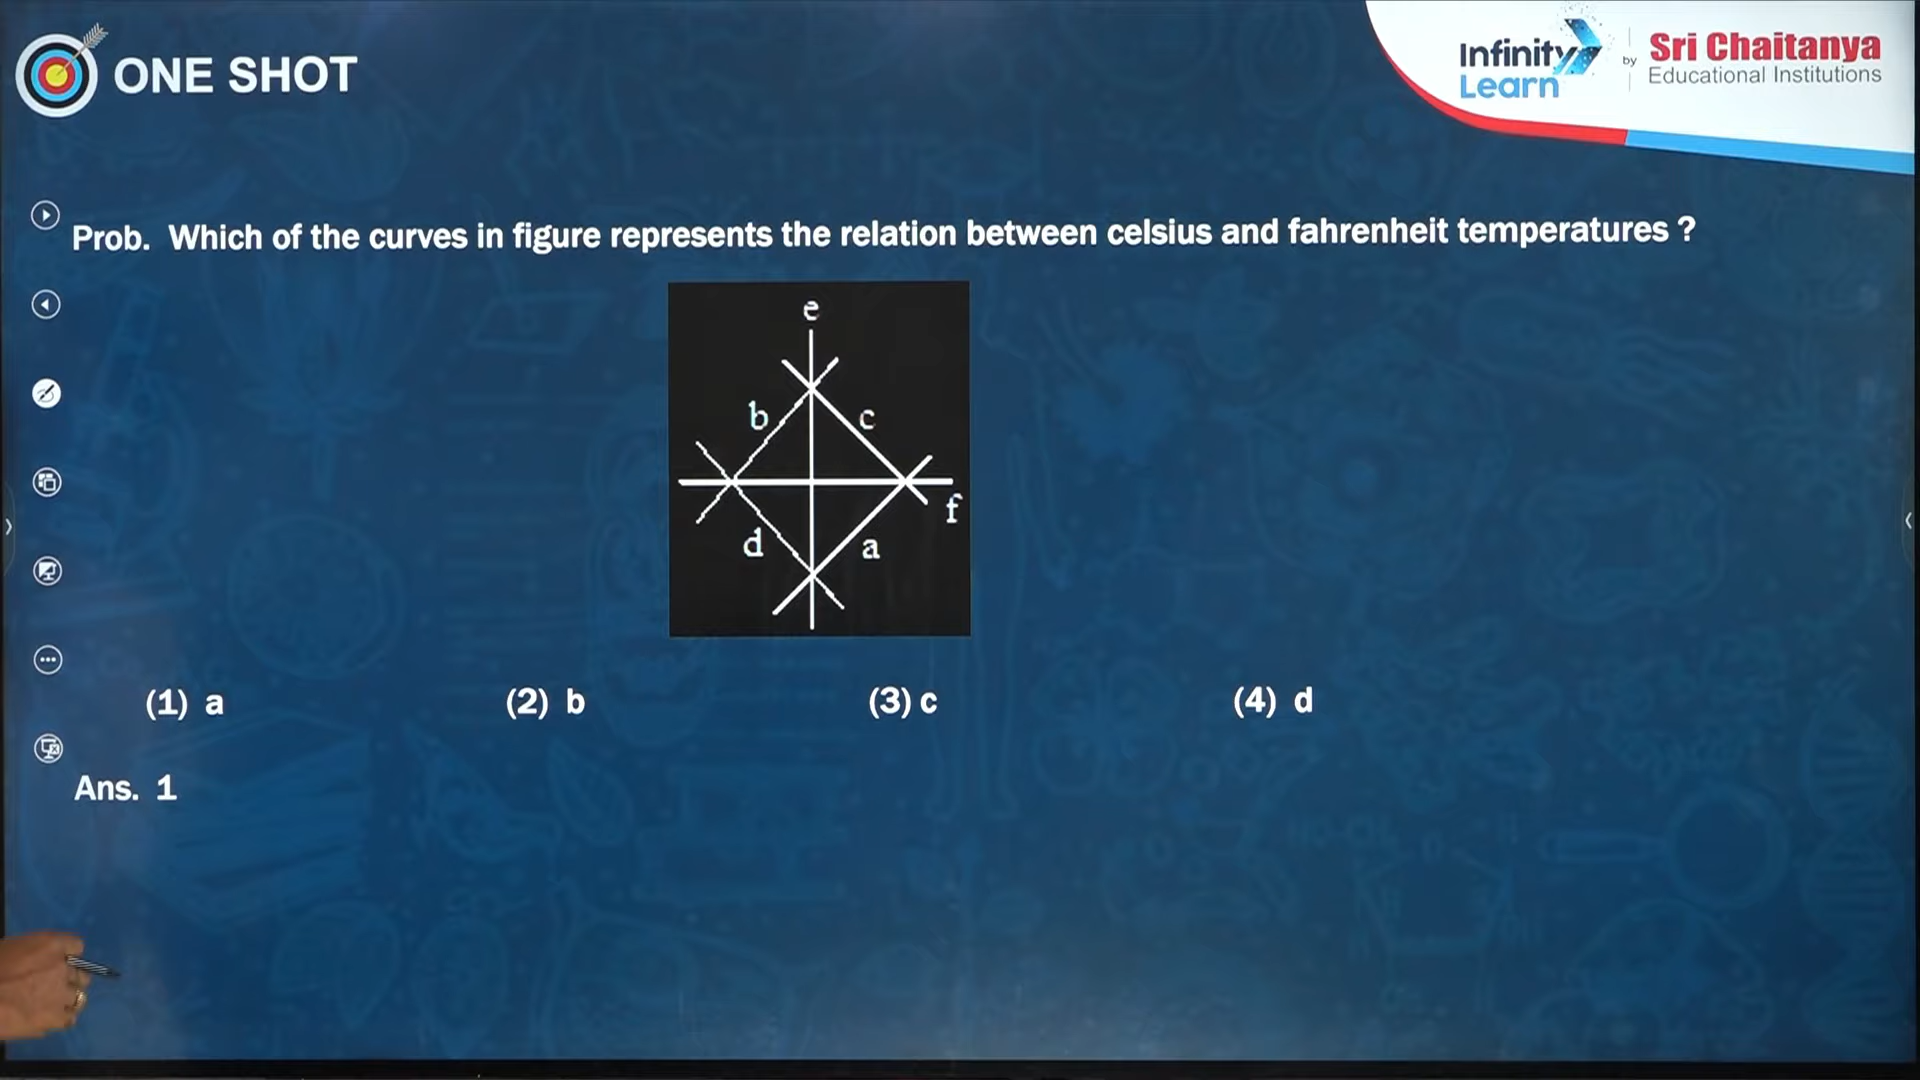 ONE SHOT
Infinity Learn by Sri Chaitanya Educational Institutions
Prob. Which of the curves in figure represents the relation between celsius and fahrenheit temperatures ?
e
b c
f
d a
(1) a (2) b (3) c (4) d
Ans. 1